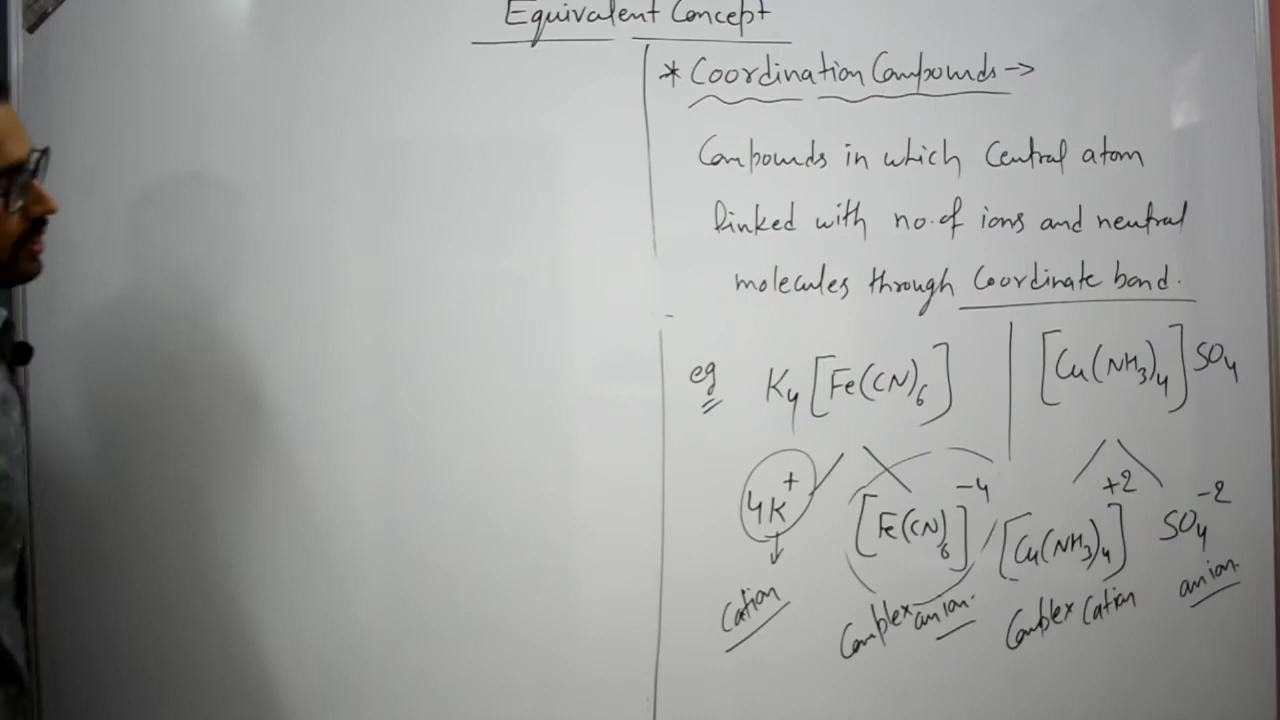 Equivalent Concept
* Coordination Compounds →
Compounds in which Central atom
linked with no. of ions and neutral
molecules through Coordinate bond.
eg K₄[Fe(CN)₆] [Cu(NH₃)₄]SO₄
4K⁺ [Fe(CN)₆]⁻⁴ [Cu(NH₃)₄]⁺² SO₄⁻²
Cation Complex anion. Complex Cation anion.